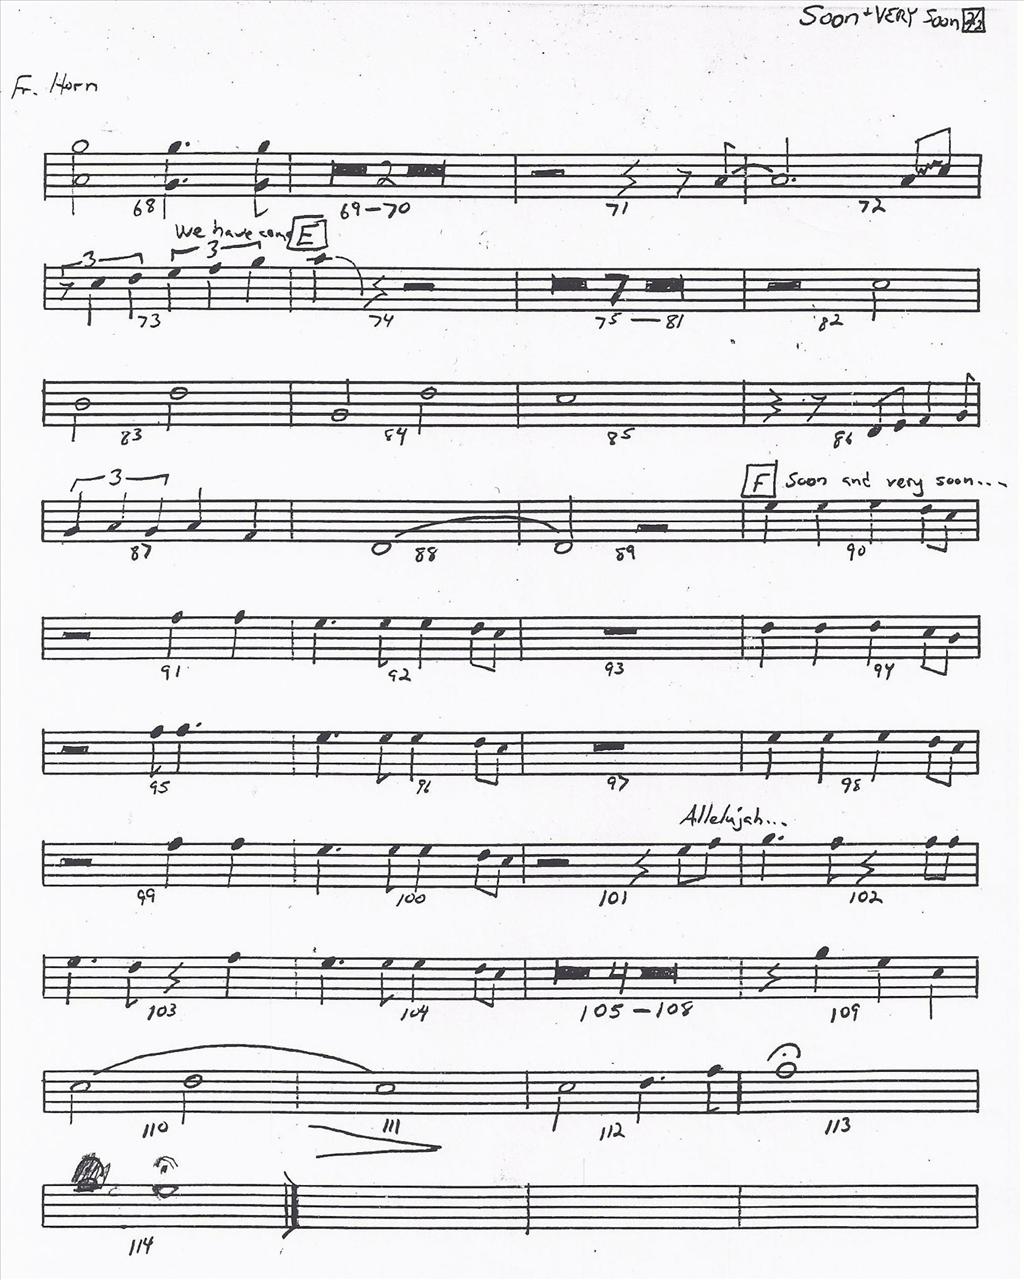 Soon + VERY Soon 2/2
Fr. Horn
2
68 69-70 71 72
We have come E
3 3
7
73 74 75-81 82
83 84 85 86
3
F Soon and very soon...
87 88 89 90
91 92 93 94
95 96 97 98
Allelujah...
99 100 101 102
4
103 104 105-108 109
110 111 112 113
114